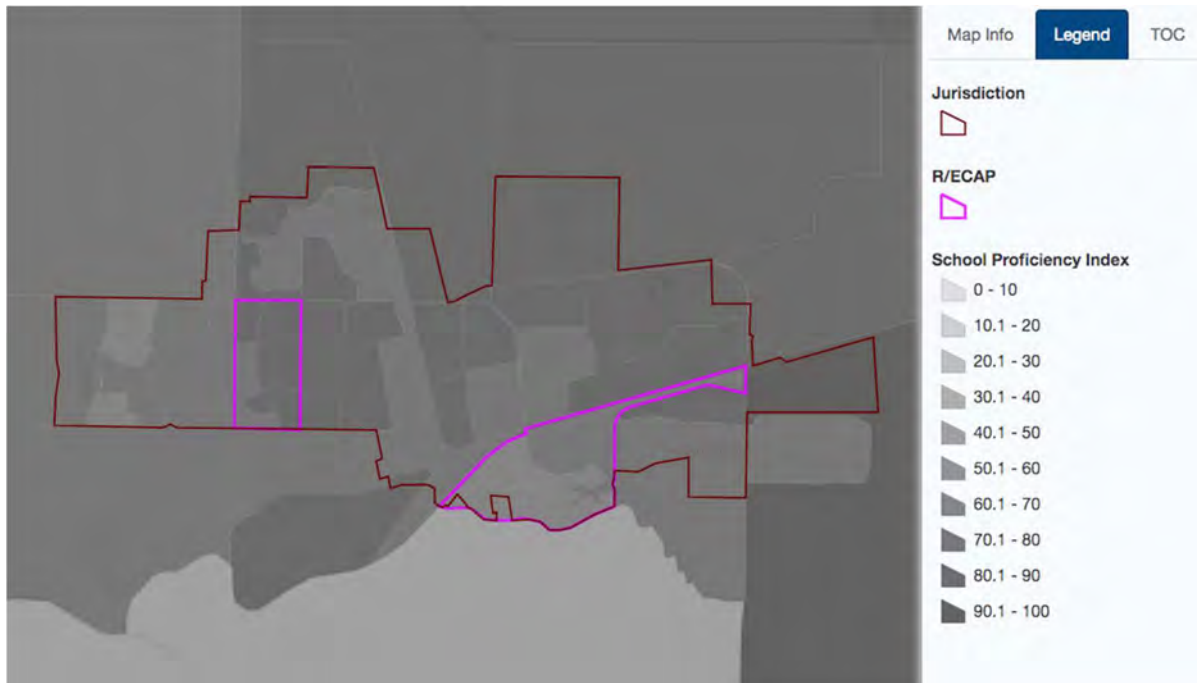 Map Info Legend TOC
Jurisdiction
R/ECAP
School Proficiency Index
0 - 10
10.1 - 20
20.1 - 30
30.1 - 40
40.1 - 50
50.1 - 60
60.1 - 70
70.1 - 80
80.1 - 90
90.1 - 100